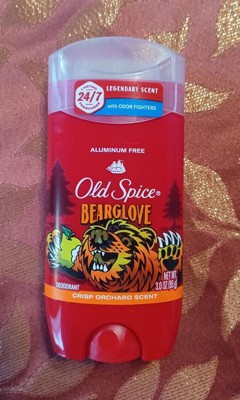 24/7
LEGENDARY SCENT
with ODOR FIGHTERS
ALUMINUM FREE
Old Spice®
BEARGLOVE
DEODORANT
NET WT.
3.0 OZ (85 g)
CRISP ORCHARD SCENT